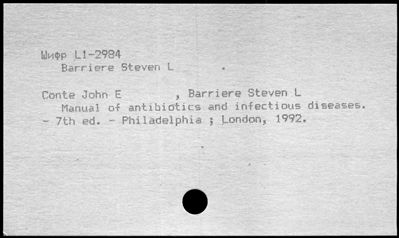 Шифр L1-2984
Barriere Steven L
Conte John E , Barriere Steven L
Manual of antibiotics and infectious diseases.
- 7th ed. - Philadelphia ; London, 1992.